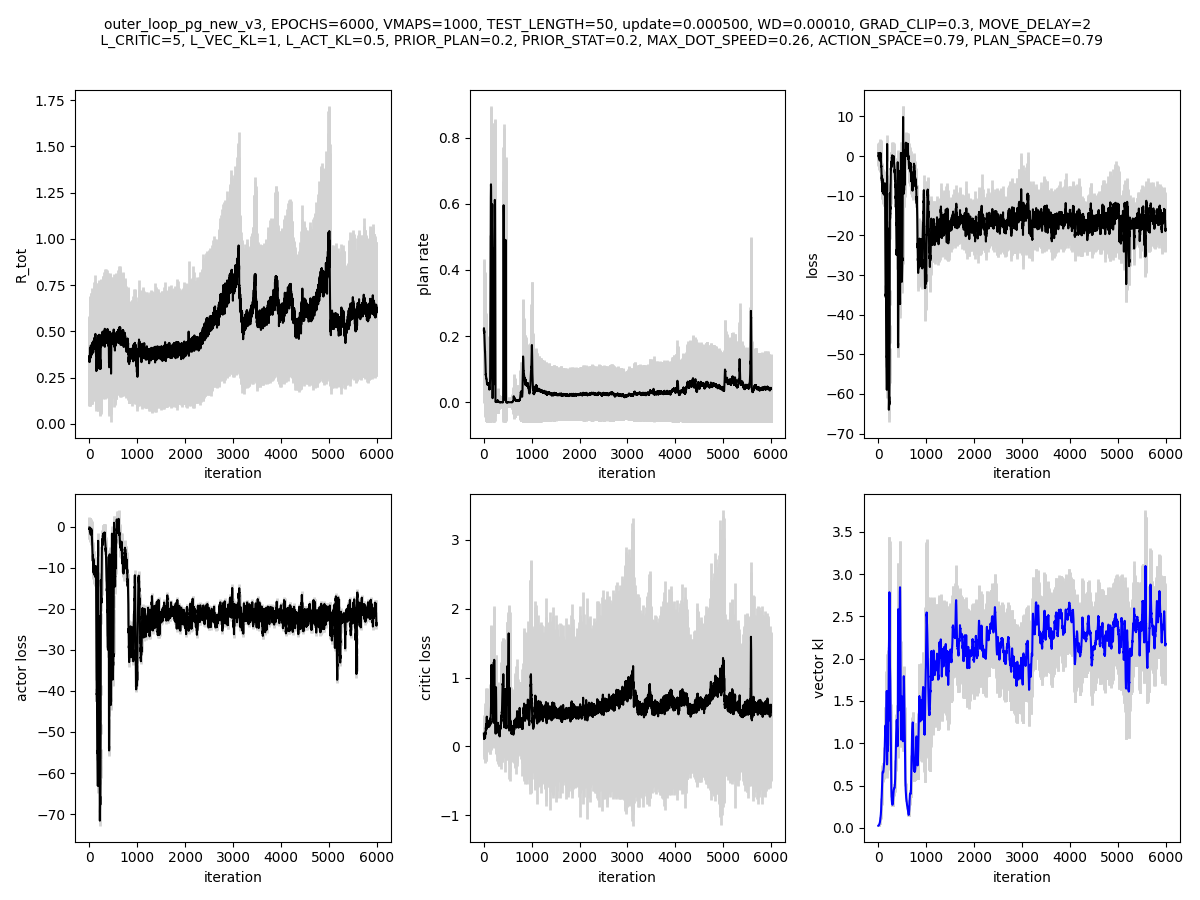 outer_loop_pg_new_v3, EPOCHS=6000, VMAPS=1000, TEST_LENGTH=50, update=0.000500, WD=0.00010, GRAD_CLIP=0.3, MOVE_DELAY=2
L_CRITIC=5, L_VEC_KL=1, L_ACT_KL=0.5, PRIOR_PLAN=0.2, PRIOR_STAT=0.2, MAX_DOT_SPEED=0.26, ACTION_SPACE=0.79, PLAN_SPACE=0.79
R_tot
1.75
1.50
1.25
1.00
0.75
0.50
0.25
0.00
0 1000 2000 3000 4000 5000 6000
iteration
plan rate
0.8
0.6
0.4
0.2
0.0
0 1000 2000 3000 4000 5000 6000
iteration
loss
10
0
−10
−20
−30
−40
−50
−60
−70
0 1000 2000 3000 4000 5000 6000
iteration
actor loss
0
−10
−20
−30
−40
−50
−60
−70
0 1000 2000 3000 4000 5000 6000
iteration
critic loss
3
2
1
0
−1
0 1000 2000 3000 4000 5000 6000
iteration
vector kl
3.5
3.0
2.5
2.0
1.5
1.0
0.5
0.0
0 1000 2000 3000 4000 5000 6000
iteration